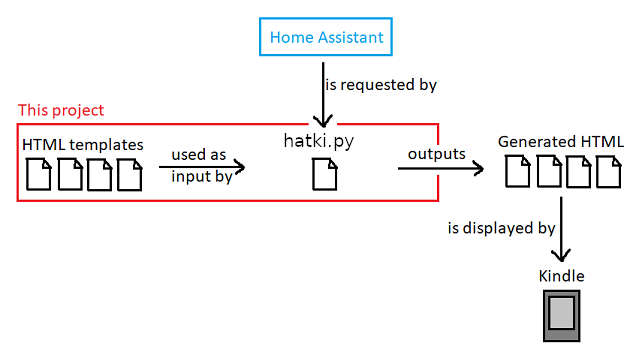 Home Assistant
is requested by
This project
HTML templates
used as
input by
hatki.py
outputs
Generated HTML
is displayed by
Kindle